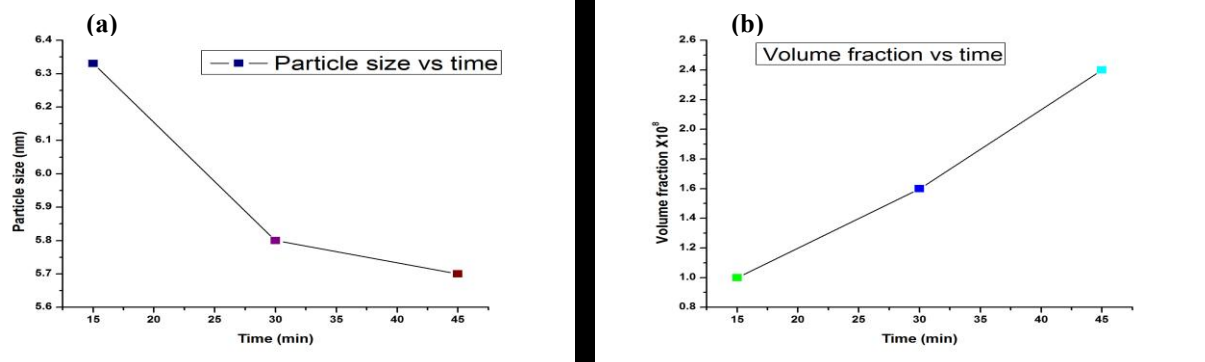 (a)
Particle size vs time
6.4
6.3
6.2
6.1
6.0
5.9
5.8
5.7
5.6
Particle size (nm)
15 20 25 30 35 40 45
Time (min)
(b)
Volume fraction vs time
2.6
2.4
2.2
2.0
1.8
1.6
1.4
1.2
1.0
0.8
Volume fraction X10⁸
15 20 25 30 35 40 45
Time (min)